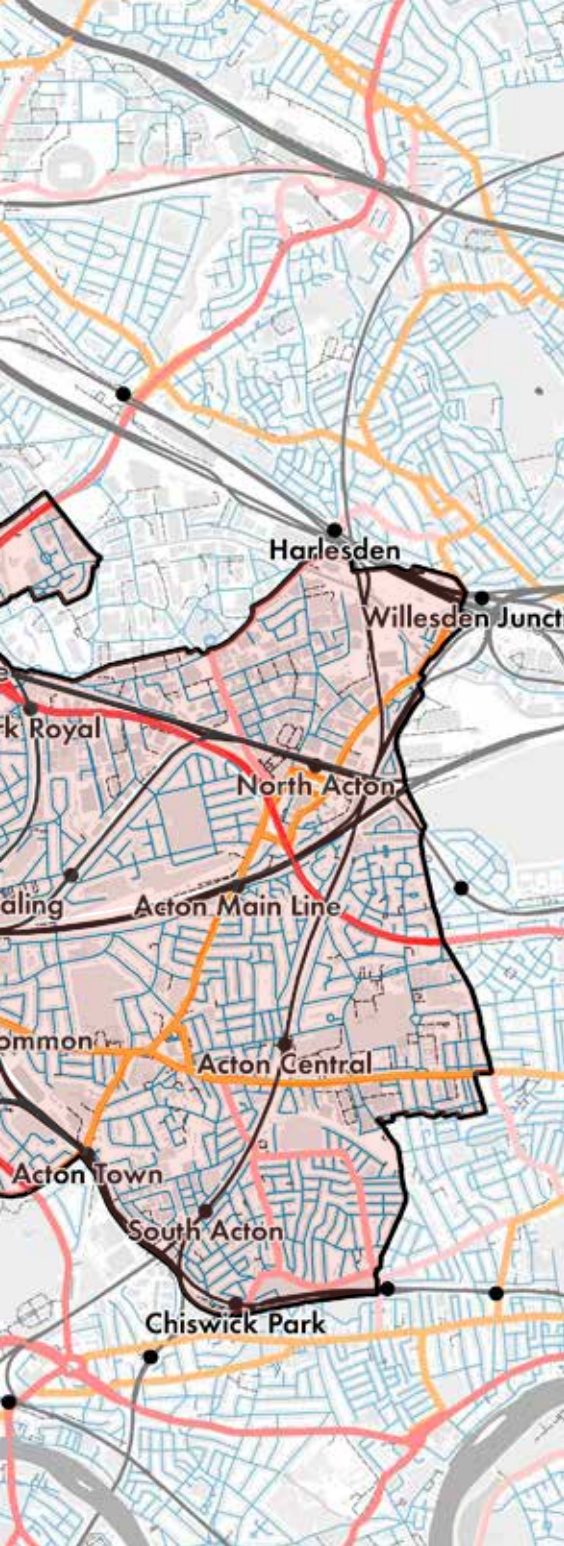 Harlesden
Willesden Junct
e
rk Royal
North Acton
aling
Acton Main Line
ommon
Acton Central
Acton Town
South Acton
Chiswick Park